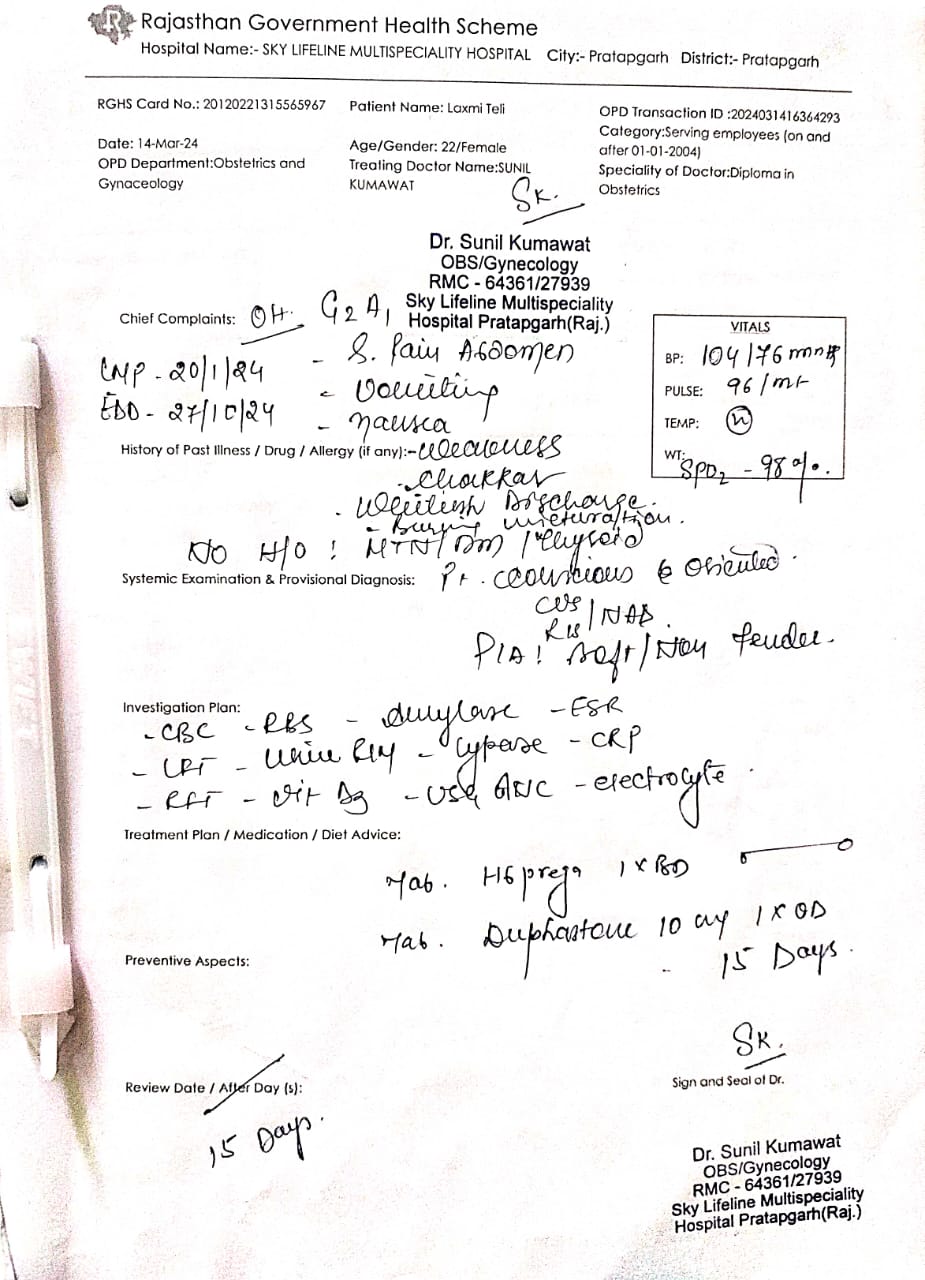 Rajasthan Government Health Scheme
Hospital Name:- SKY LIFELINE MULTISPECIALITY HOSPITAL City:- Pratapgarh District:- Pratapgarh
RGHS Card No.: 20120221315565967
Patient Name: Laxmi Teli
OPD Transaction ID :2024031416364293
Category:Serving employees (on and
after 01-01-2004)
Date: 14-Mar-24
Age/Gender: 22/Female
OPD Department:Obstetrics and
Gynaceology
Treating Doctor Name:SUNIL
KUMAWAT
Speciality of Doctor:Diploma in
Obstetrics
SK.
Dr. Sunil Kumawat
OBS/Gynecology
RMC - 64361/27939
Sky Lifeline Multispeciality
Hospital Pratapgarh(Raj.)
Chief Complaints: OH. G2 A1
- S. Pain Abdomen
LMP - 20/1/24
- Vomiting
EDD - 27/10/24
- nausea
VITALS
BP: 104/76 mmHg
PULSE: 96/mt
TEMP: N
WT:
SPO2 - 98%.
History of Past Illness / Drug / Allergy (if any):- Weakness
- Chakkar
- Whitish Discharge.
- Burning micturation.
No H/O : HTN/DM/Thyroid
Systemic Examination & Provisional Diagnosis: Pt. conscious & oriented.
CVS
RS / NAD.
P/A: Soft/Non tender.
Investigation Plan:
- CBC - RBS - Amylase - ESR
- LFT - Urine R/M - Lypase - CRP
- RFT - Vit D3 - USG ANC - electrocyte
Treatment Plan / Medication / Diet Advice:
Tab. H6 prega 1 x BD
Tab. Duphastone 10 mg 1 x OD
- 15 Days.
Preventive Aspects:
SK.
Sign and Seal of Dr.
Review Date / After Day (s):
15 Days.
Dr. Sunil Kumawat
OBS/Gynecology
RMC - 64361/27939
Sky Lifeline Multispeciality
Hospital Pratapgarh(Raj.)